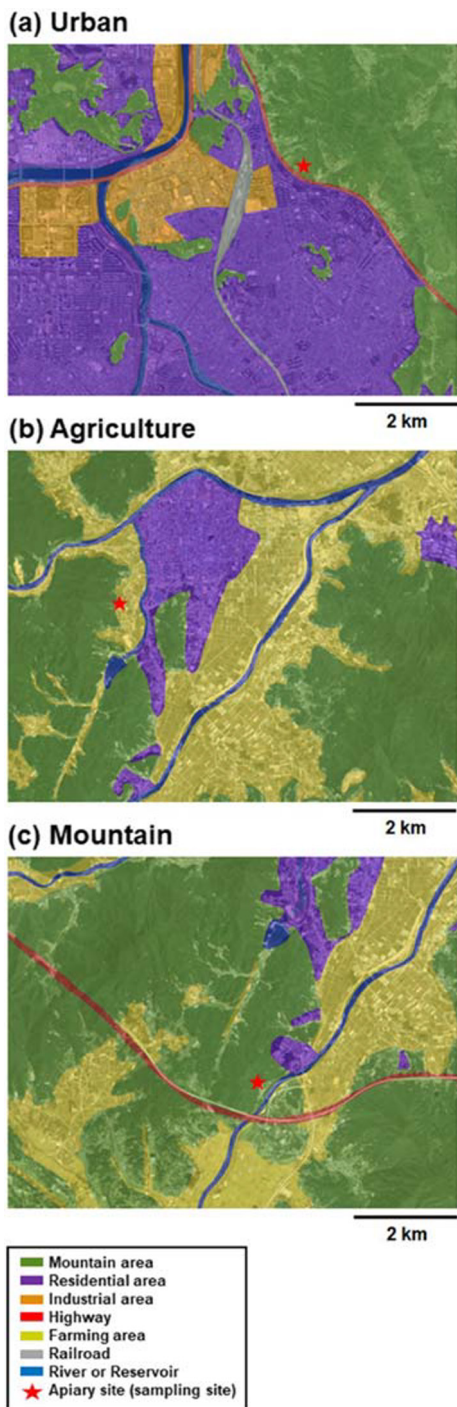 (a) Urban
2 km
(b) Agriculture
2 km
(c) Mountain
2 km
Mountain area
Residential area
Industrial area
Highway
Farming area
Railroad
River or Reservoir
Apiary site (sampling site)